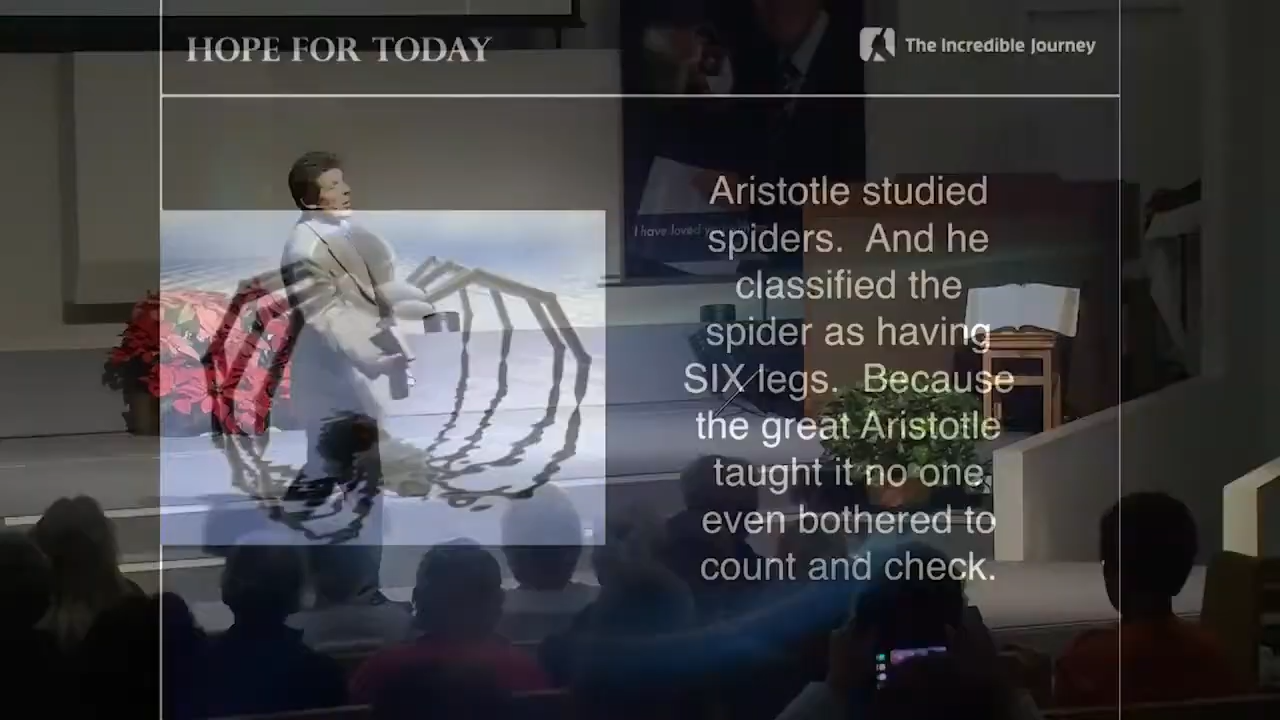 HOPE FOR TODAY
The Incredible Journey
Aristotle studied
spiders. And he
classified the
spider as having
SIX legs. Because
the great Aristotle
taught it no one
even bothered to
count and check.
I have loved